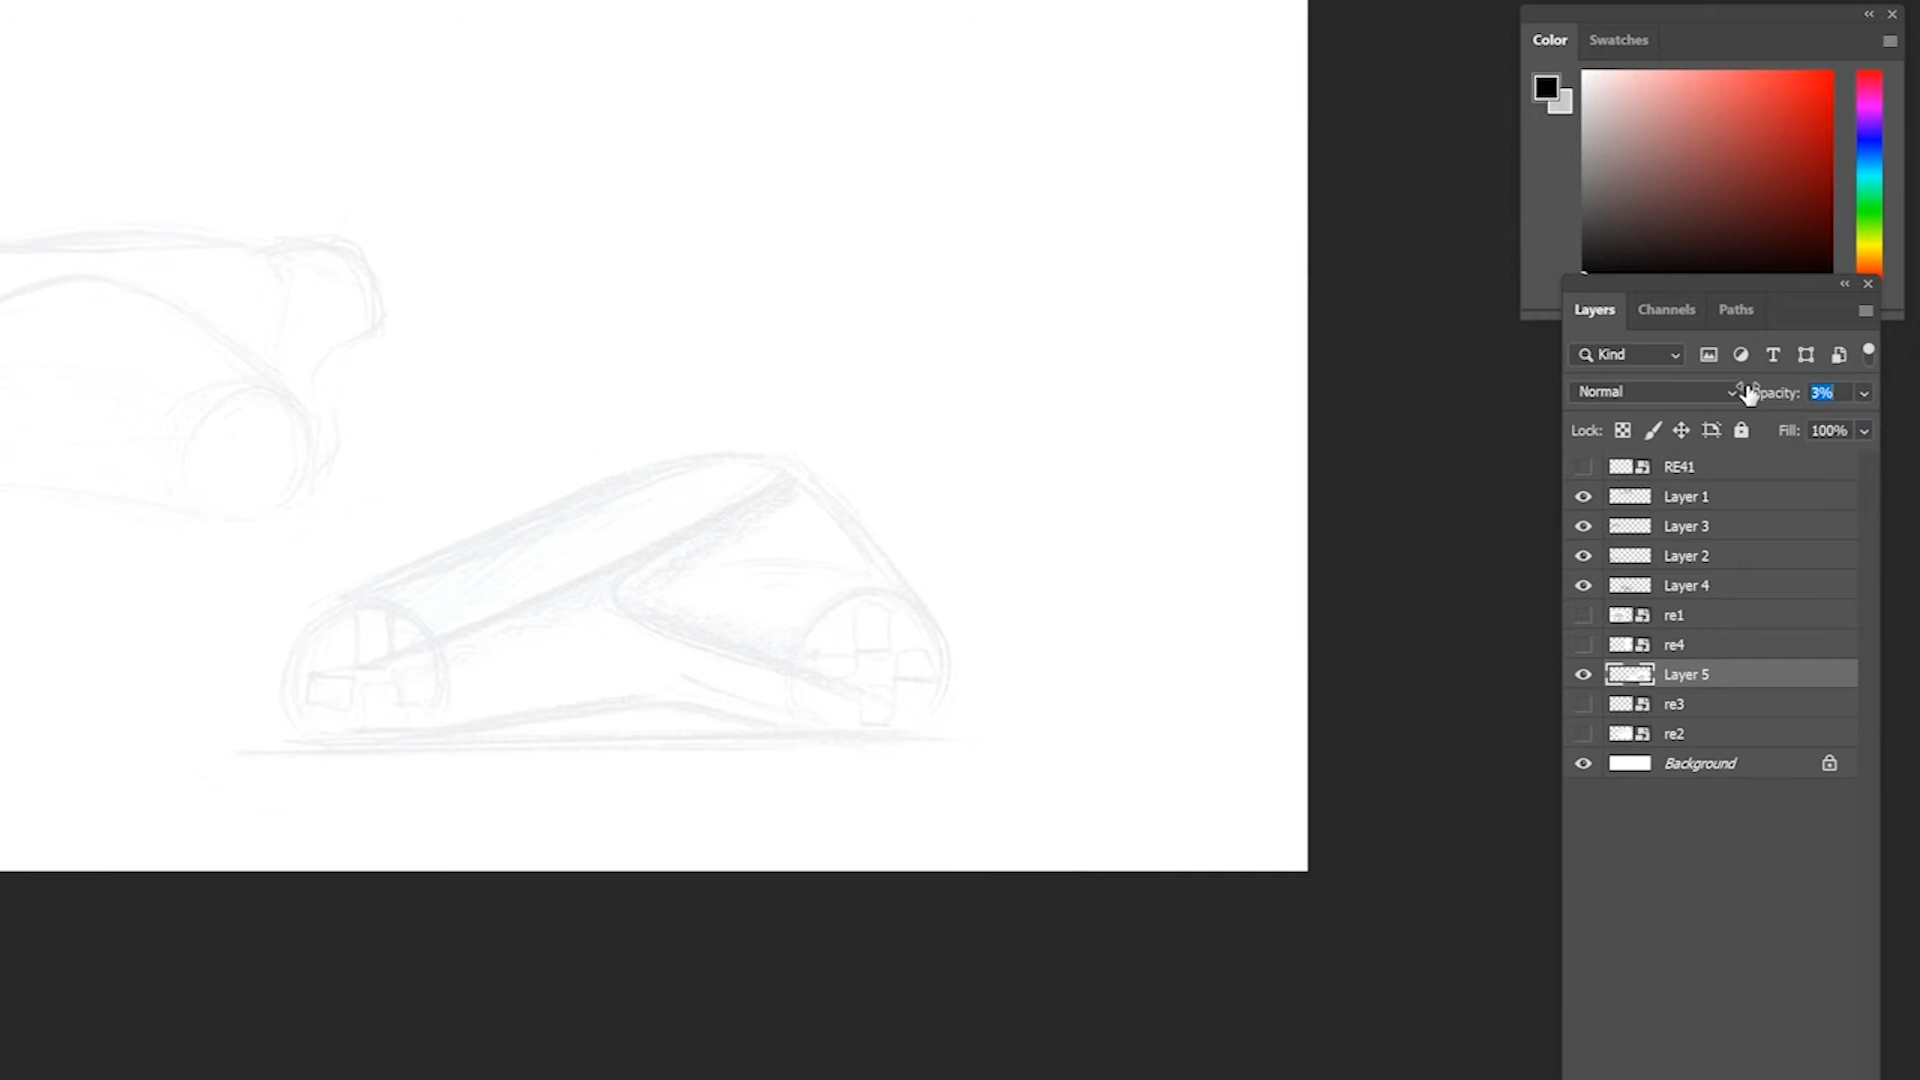 Color Swatches
Layers Channels Paths
Kind
Normal pacity: 3%
Lock: Fill: 100%
RE41
Layer 1
Layer 3
Layer 2
Layer 4
re1
re4
Layer 5
re3
re2
Background